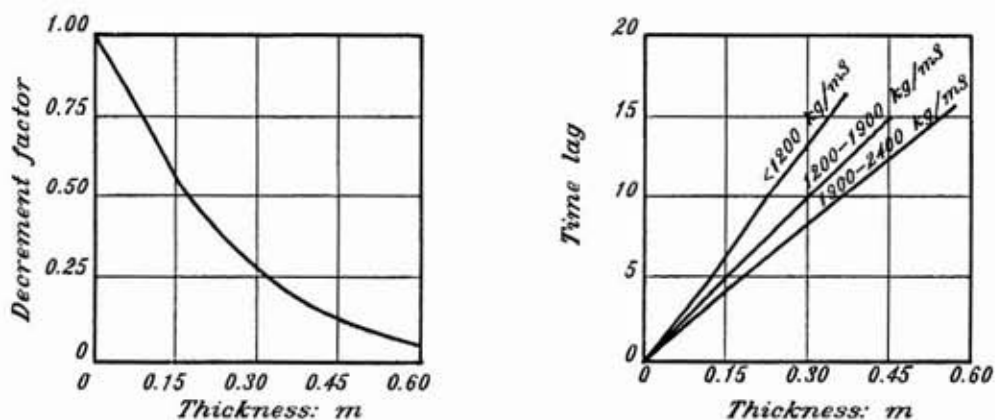 Decrement factor
1.00
0.75
0.50
0.25
0
0 0.15 0.30 0.45 0.60
Thickness: m
Time lag
20
15
10
5
0
<1200 kg/m3
1200-1900 kg/m3
1900-2400 kg/m3
0 0.15 0.30 0.45 0.60
Thickness: m